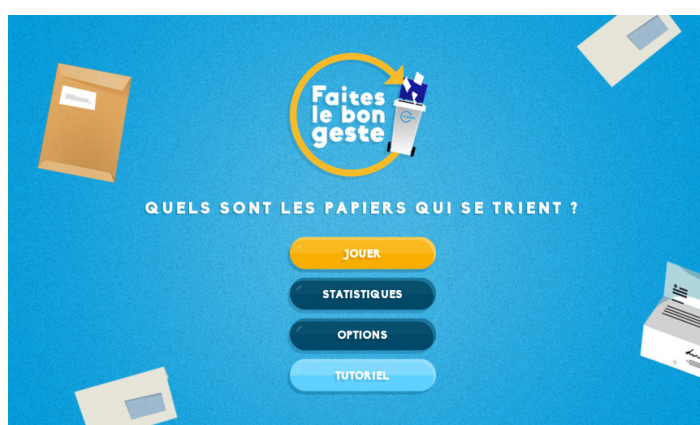 Faites
le bon
geste
QUELS SONT LES PAPIERS QUI SE TRIENT ?
JOUER
STATISTIQUES
OPTIONS
TUTORIEL